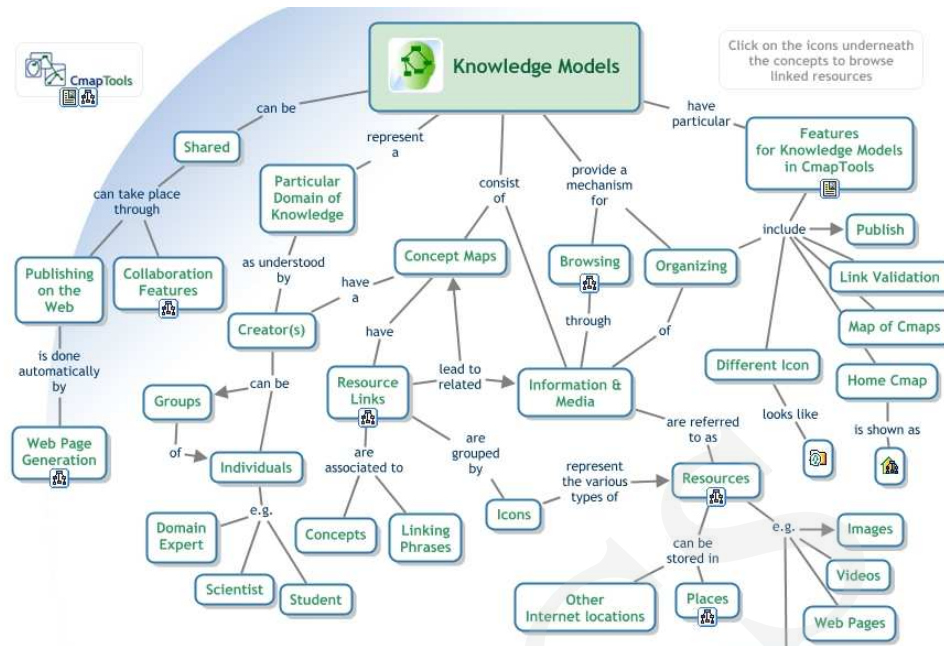 CmapTools
Knowledge Models
Click on the icons underneath
the concepts to browse
linked resources
can be
represent
a
have
particular
Shared
Features
for Knowledge Models
in CmapTools
Particular
Domain of
Knowledge
consist
of
provide a
mechanism
for
can take place
through
include
Publish
Publishing
on the
Web
Collaboration
Features
as understood
by
Concept Maps
Browsing
Organizing
Link Validation
have
a
Creator(s)
have
through
of
Map of Cmaps
is done
automatically
by
can be
lead to
related
Different Icon
Home Cmap
Groups
Resource
Links
Information &
Media
looks like
is shown as
Web Page
Generation
of
Individuals
are
associated to
are
grouped
by
represent
the various
types of
are referred
to as
Resources
e.g.
Domain
Expert
Concepts
Linking
Phrases
Icons
e.g.
Images
can be
stored in
Videos
Scientist
Student
Other
Internet locations
Places
Web Pages